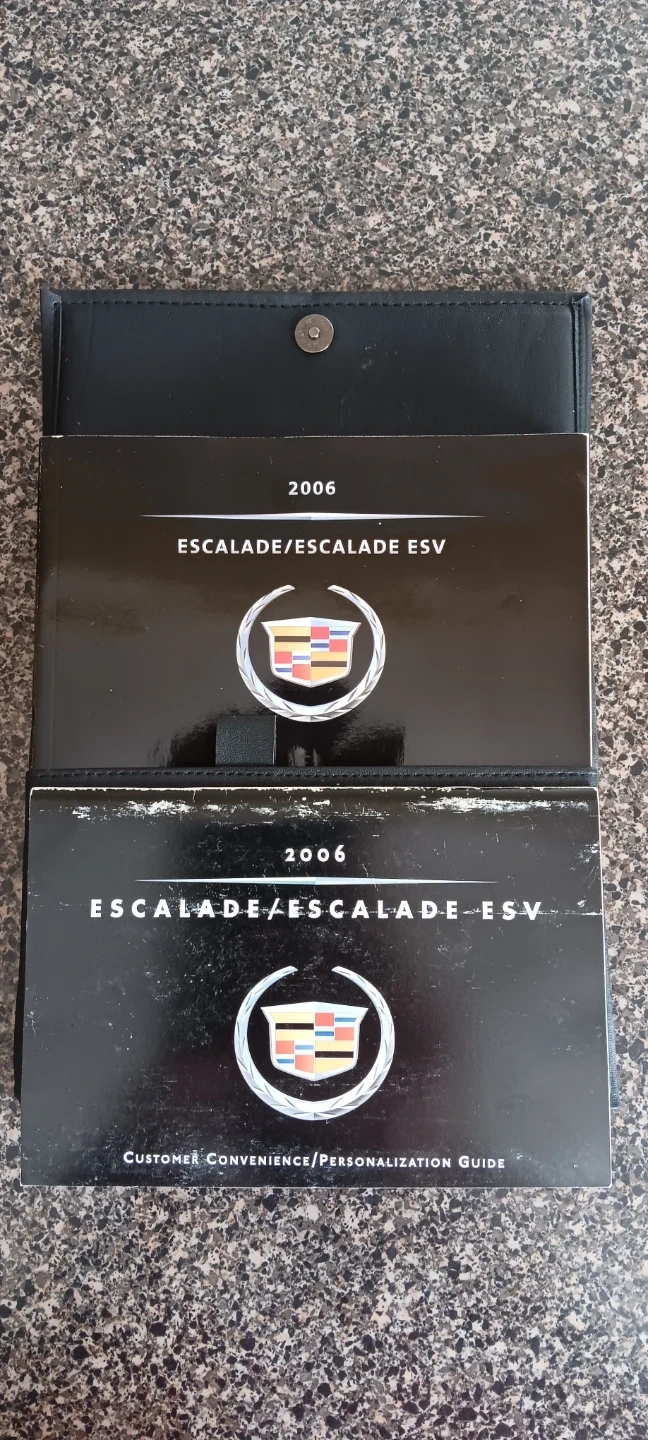 2006
ESCALADE/ESCALADE ESV
2006
ESCALADE/ESCALADE ESV
CUSTOMER CONVENIENCE/PERSONALIZATION GUIDE